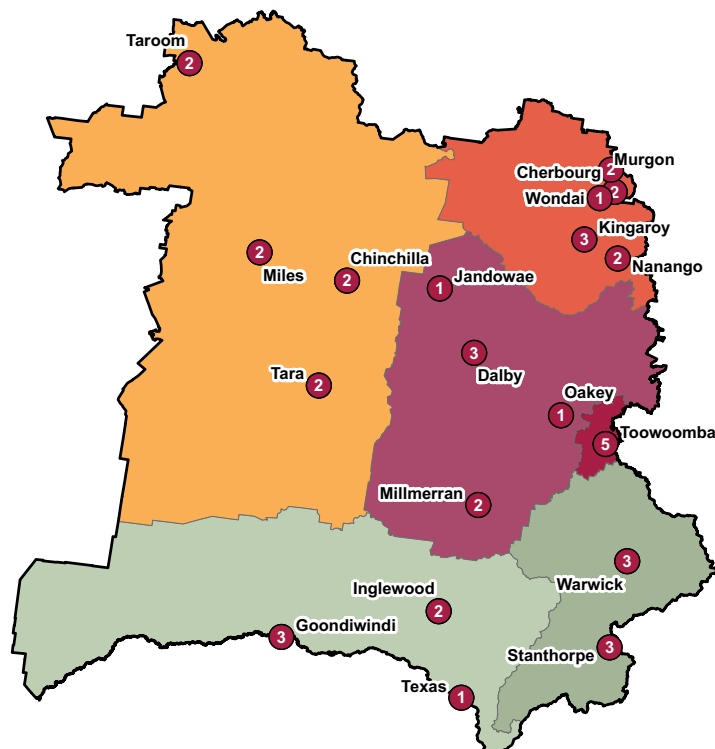 Taroom
2
Murgon
2
Cherbourg
2
Wondai
1
Kingaroy
3
Nanango
2
Miles
2
Chinchilla
2
Jandowae
1
Tara
2
Dalby
3
Oakey
1
Toowoomba
5
Millmerran
2
Warwick
3
Inglewood
2
Goondiwindi
3
Stanthorpe
3
Texas
1